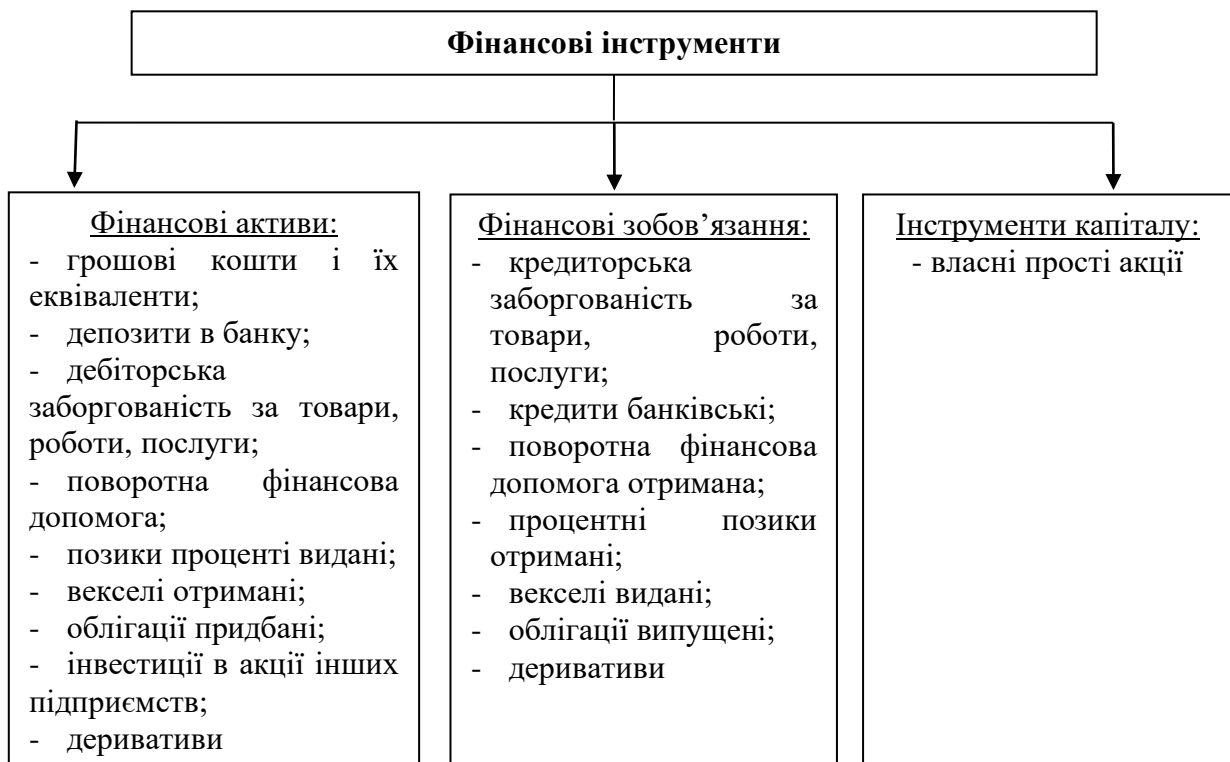 Фінансові інструменти
Фінансові активи:
- грошові кошти і їх
еквіваленти;
- депозити в банку;
- дебіторська
заборгованість за товари,
роботи, послуги;
- поворотна фінансова
допомога;
- позики проценті видані;
- векселі отримані;
- облігації придбані;
- інвестиції в акції інших
підприємств;
- деривативи
Фінансові зобов’язання:
- кредиторська
заборгованість за
товари, роботи,
послуги;
- кредити банківські;
- поворотна фінансова
допомога отримана;
- процентні позики
отримані;
- векселі видані;
- облігації випущені;
- деривативи
Інструменти капіталу:
- власні прості акції